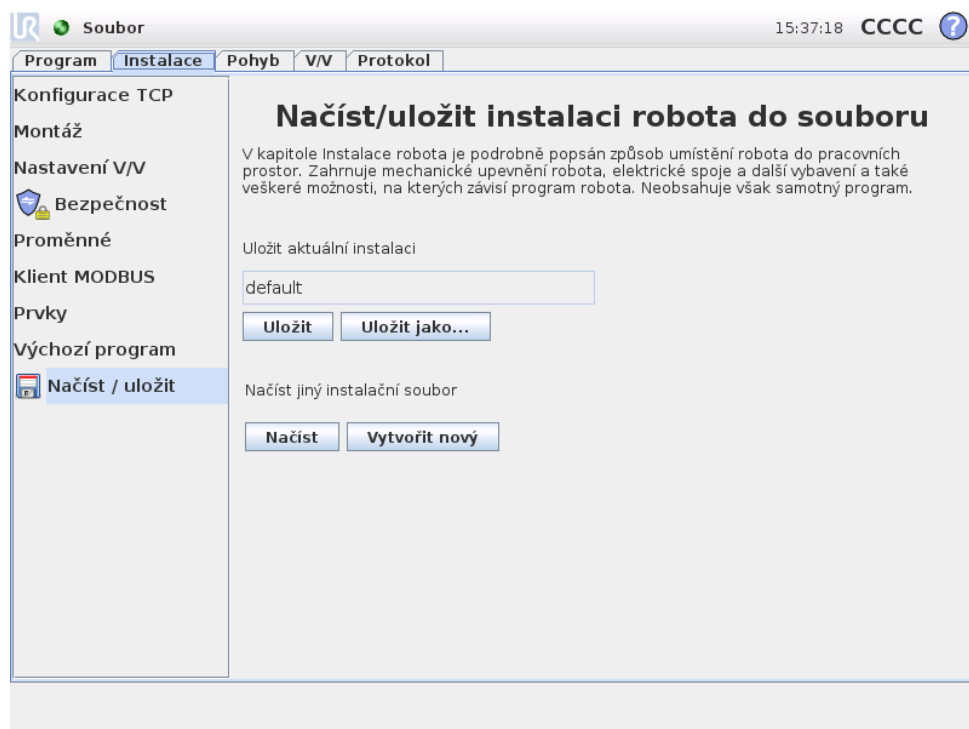 UR Soubor 15:37:18 CCCC ?
Program Instalace Pohyb V/V Protokol
Konfigurace TCP
Montáž
Nastavení V/V
Bezpečnost
Proměnné
Klient MODBUS
Prvky
Výchozí program
Načíst / uložit
Načíst/uložit instalaci robota do souboru
V kapitole Instalace robota je podrobně popsán způsob umístění robota do pracovních
prostor. Zahrnuje mechanické upevnění robota, elektrické spoje a další vybavení a také
veškeré možnosti, na kterých závisí program robota. Neobsahuje však samotný program.
Uložit aktuální instalaci
default
Uložit Uložit jako...
Načíst jiný instalační soubor
Načíst Vytvořit nový